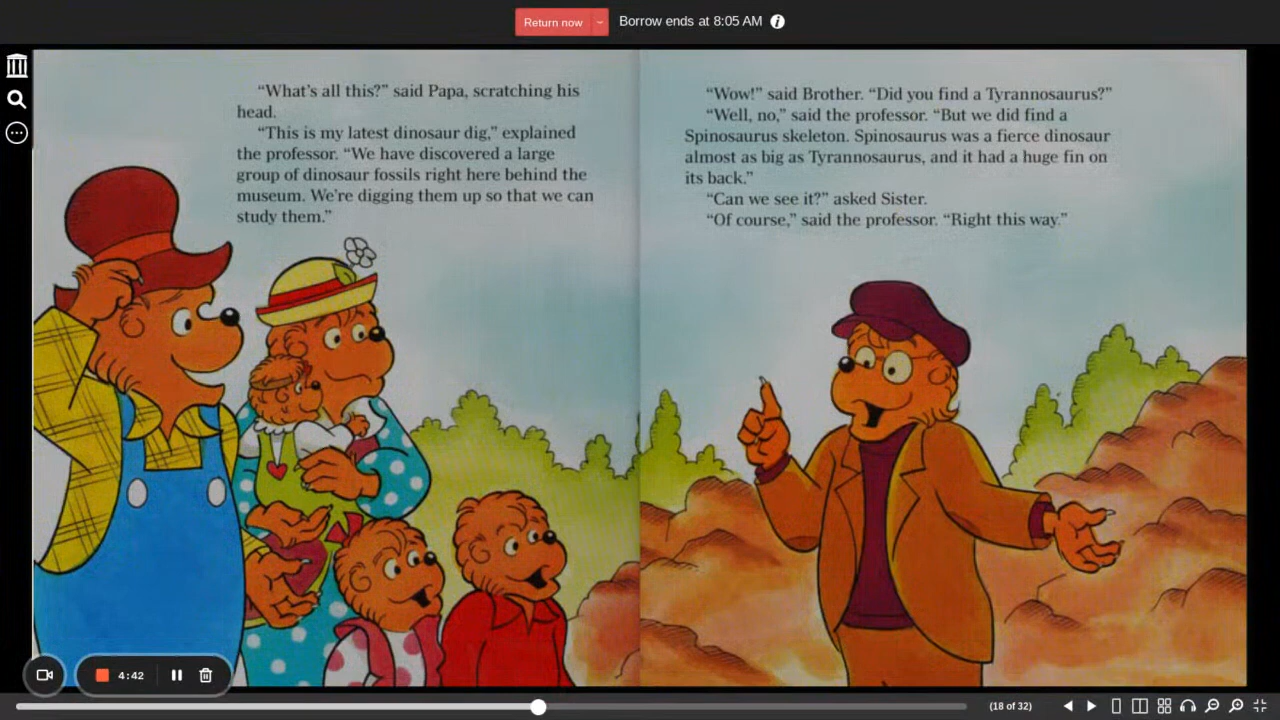 Return now
Borrow ends at 8:05 AM
“What’s all this?” said Papa, scratching his
head.
“This is my latest dinosaur dig,” explained
the professor. “We have discovered a large
group of dinosaur fossils right here behind the
museum. We’re digging them up so that we can
study them.”
“Wow!” said Brother. “Did you find a Tyrannosaurus?”
“Well, no,” said the professor. “But we did find a
Spinosaurus skeleton. Spinosaurus was a fierce dinosaur
almost as big as Tyrannosaurus, and it had a huge fin on
its back.”
“Can we see it?” asked Sister.
“Of course,” said the professor. “Right this way.”
4:42
(18 of 32)